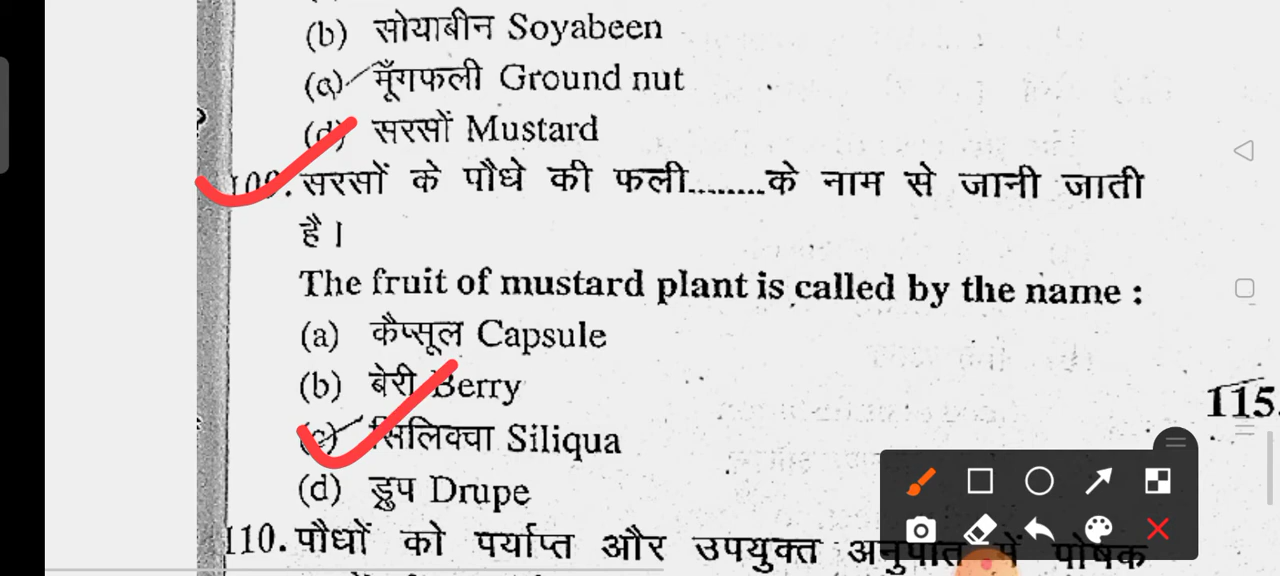 (b) सोयाबीन Soyabeen
(c) मूँगफली Ground nut
(d) सरसों Mustard
109. सरसों के पौधे की फली........के नाम से जानी जाती
है।
The fruit of mustard plant is called by the name :
(a) कैप्सूल Capsule
(b) बेरी Berry
(c) सिलिक्वा Siliqua
(d) ड्रुप Drupe
115.
110. पौधों को पर्याप्त और उपयुक्त अनुपात में पोषक